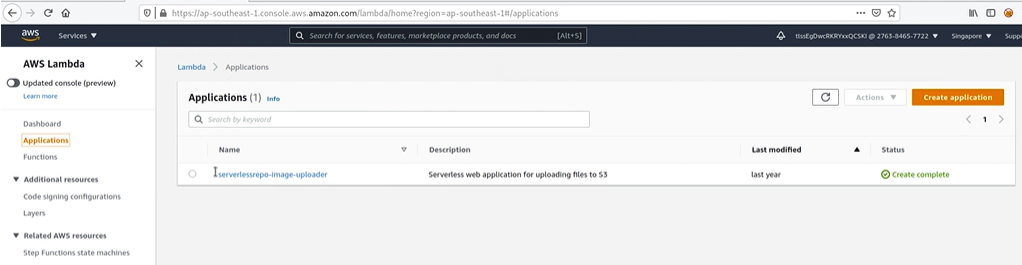 https://ap-southeast-1.console.aws.amazon.com/lambda/home?region=ap-southeast-1#/applications
aws Services ▼ Search for services, features, marketplace products, and docs [Alt+S] tlssEgDwcRKRYxxQCSKI @ 2763-8465-7722 ▼ Singapore ▼ Suppo
AWS Lambda
Updated console (preview)
Learn more
Dashboard
Applications
Functions
Additional resources
Code signing configurations
Layers
Related AWS resources
Step Functions state machines
Lambda > Applications
Applications (1) Info
Actions ▼ Create application
Search by keyword
1
Name Description Last modified Status
serverlessrepo-image-uploader Serverless web application for uploading files to S3 last year Create complete